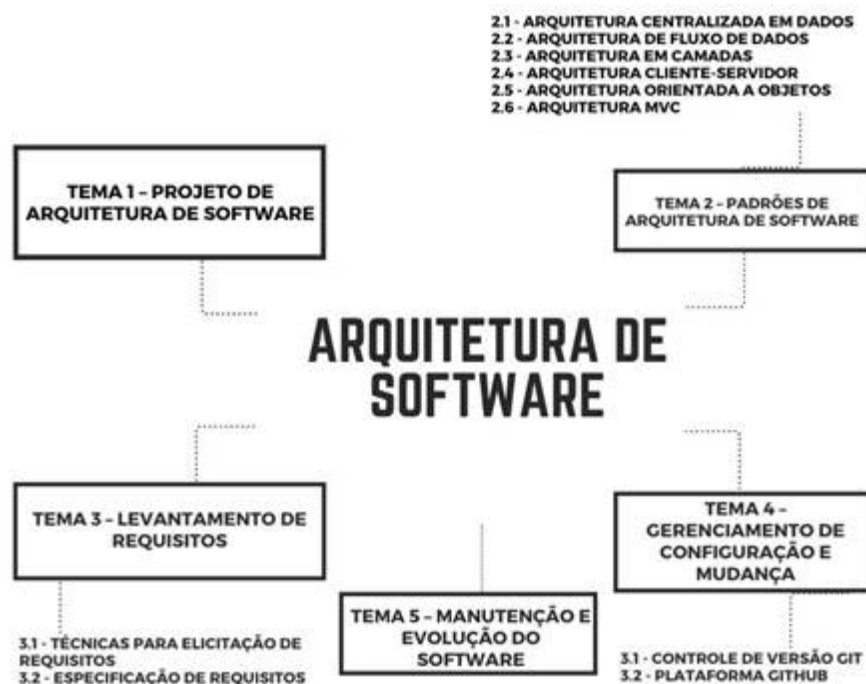 2.1 - ARQUITETURA CENTRALIZADA EM DADOS
2.2 - ARQUITETURA DE FLUXO DE DADOS
2.3 - ARQUITETURA EM CAMADAS
2.4 - ARQUITETURA CLIENTE-SERVIDOR
2.5 - ARQUITETURA ORIENTADA A OBJETOS
2.6 - ARQUITETURA MVC
TEMA 1 – PROJETO DE
ARQUITETURA DE SOFTWARE
TEMA 2 – PADRÕES DE
ARQUITETURA DE SOFTWARE
ARQUITETURA DE
SOFTWARE
TEMA 3 – LEVANTAMENTO DE
REQUISITOS
TEMA 4 –
GERENCIAMENTO DE
CONFIGURAÇÃO E
MUDANÇA
TEMA 5 – MANUTENÇÃO E
EVOLUÇÃO DO
SOFTWARE
3.1 - TÉCNICAS PARA ELICITAÇÃO DE
REQUISITOS
3.2 - ESPECIFICAÇÃO DE REQUISITOS
3.1 - CONTROLE DE VERSÃO GIT
3.2 - PLATAFORMA GITHUB